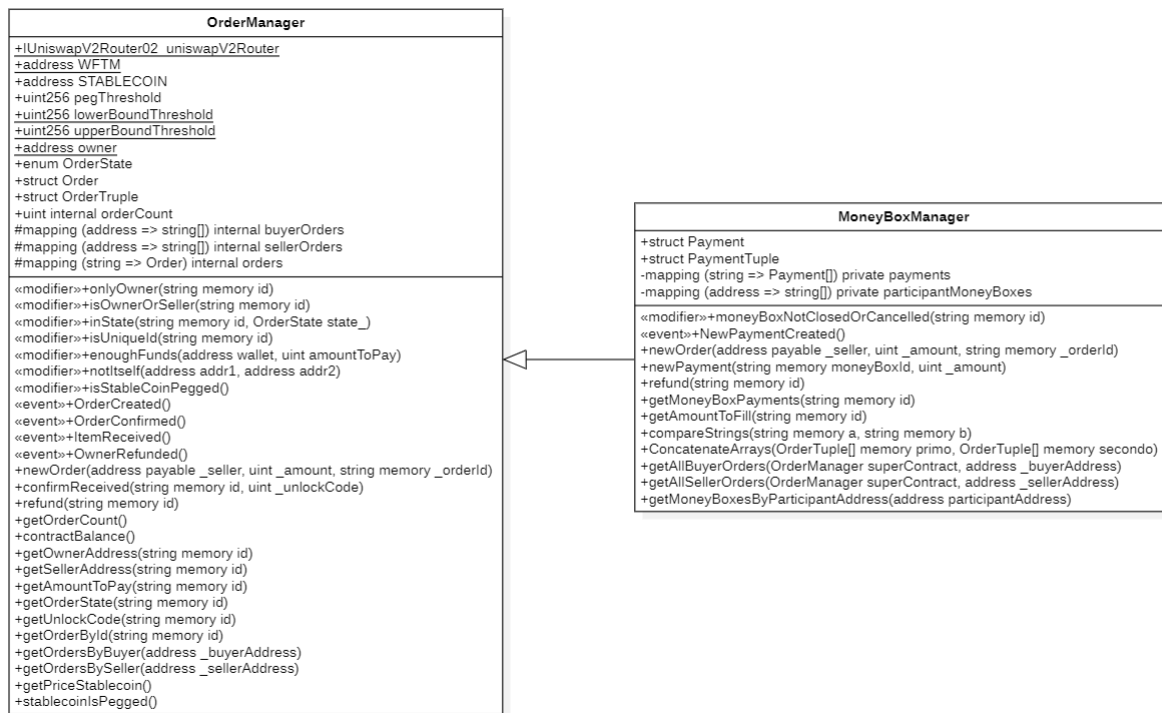 OrderManager
+IUniswapV2Router02 uniswapV2Router
+address WFTM
+address STABLECOIN
+uint256 pegThreshold
+uint256 lowerBoundThreshold
+uint256 upperBoundThreshold
+address owner
+enum OrderState
+struct Order
+struct OrderTruple
+uint internal orderCount
#mapping (address => string[]) internal buyerOrders
#mapping (address => string[]) internal sellerOrders
#mapping (string => Order) internal orders
«modifier»+onlyOwner(string memory id)
«modifier»+isOwnerOrSeller(string memory id)
«modifier»+inState(string memory id, OrderState state_)
«modifier»+isUniqueId(string memory id)
«modifier»+enoughFunds(address wallet, uint amountToPay)
«modifier»+notItself(address addr1, address addr2)
«modifier»+isStableCoinPegged()
«event»+OrderCreated()
«event»+OrderConfirmed()
«event»+ItemReceived()
«event»+OwnerRefunded()
+newOrder(address payable _seller, uint _amount, string memory _orderId)
+confirmReceived(string memory id, uint _unlockCode)
+refund(string memory id)
+getOrderCount()
+contractBalance()
+getOwnerAddress(string memory id)
+getSellerAddress(string memory id)
+getAmountToPay(string memory id)
+getOrderState(string memory id)
+getUnlockCode(string memory id)
+getOrderById(string memory id)
+getOrdersByBuyer(address _buyerAddress)
+getOrdersBySeller(address _sellerAddress)
+getPriceStablecoin()
+stablecoinIsPegged()
MoneyBoxManager
+struct Payment
+struct PaymentTuple
-mapping (string => Payment[]) private payments
-mapping (address => string[]) private participantMoneyBoxes
«modifier»+moneyBoxNotClosedOrCancelled(string memory id)
«event»+NewPaymentCreated()
+newOrder(address payable _seller, uint _amount, string memory _orderId)
+newPayment(string memory moneyBoxId, uint _amount)
+refund(string memory id)
+getMoneyBoxPayments(string memory id)
+getAmountToFill(string memory id)
+compareStrings(string memory a, string memory b)
+ConcatenateArrays(OrderTuple[] memory primo, OrderTuple[] memory secondo)
+getAllBuyerOrders(OrderManager superContract, address _buyerAddress)
+getAllSellerOrders(OrderManager superContract, address _sellerAddress)
+getMoneyBoxesByParticipantAddress(address participantAddress)